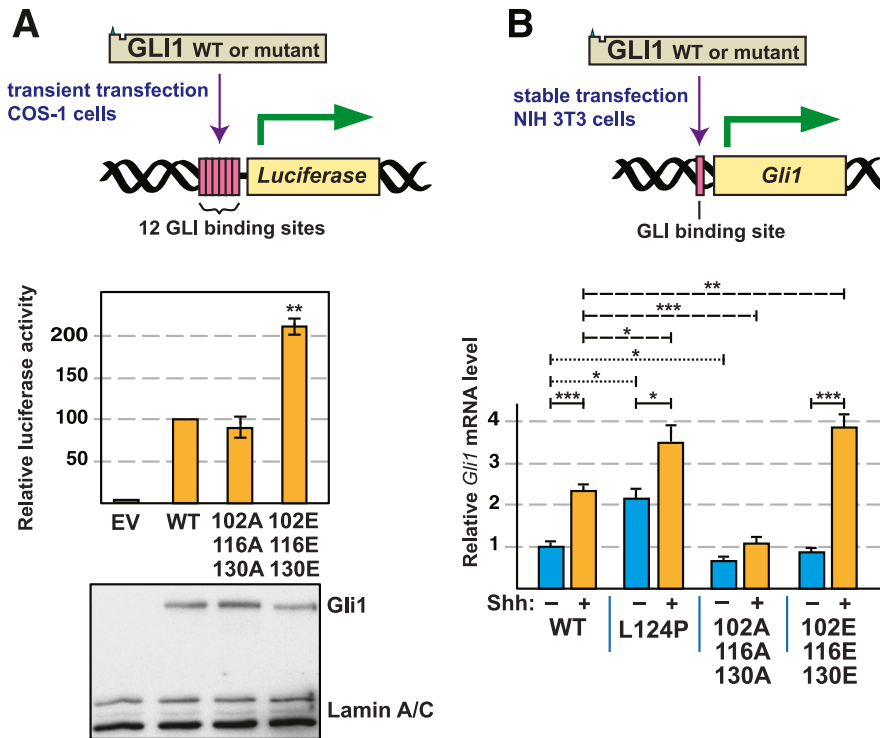 A
GLI1 WT or mutant
transient transfection
COS-1 cells
Luciferase
12 GLI binding sites
Relative luciferase activity
200
150
100
50
**
EV
WT
102A
116A
130A
102E
116E
130E
Gli1
Lamin A/C
B
GLI1 WT or mutant
stable transfection
NIH 3T3 cells
Gli1
GLI binding site
Relative Gli1 mRNA level
**
***
*
*
*
***
*
***
4
3
2
1
Shh: – + – + – + – +
WT
L124P
102A
116A
130A
102E
116E
130E